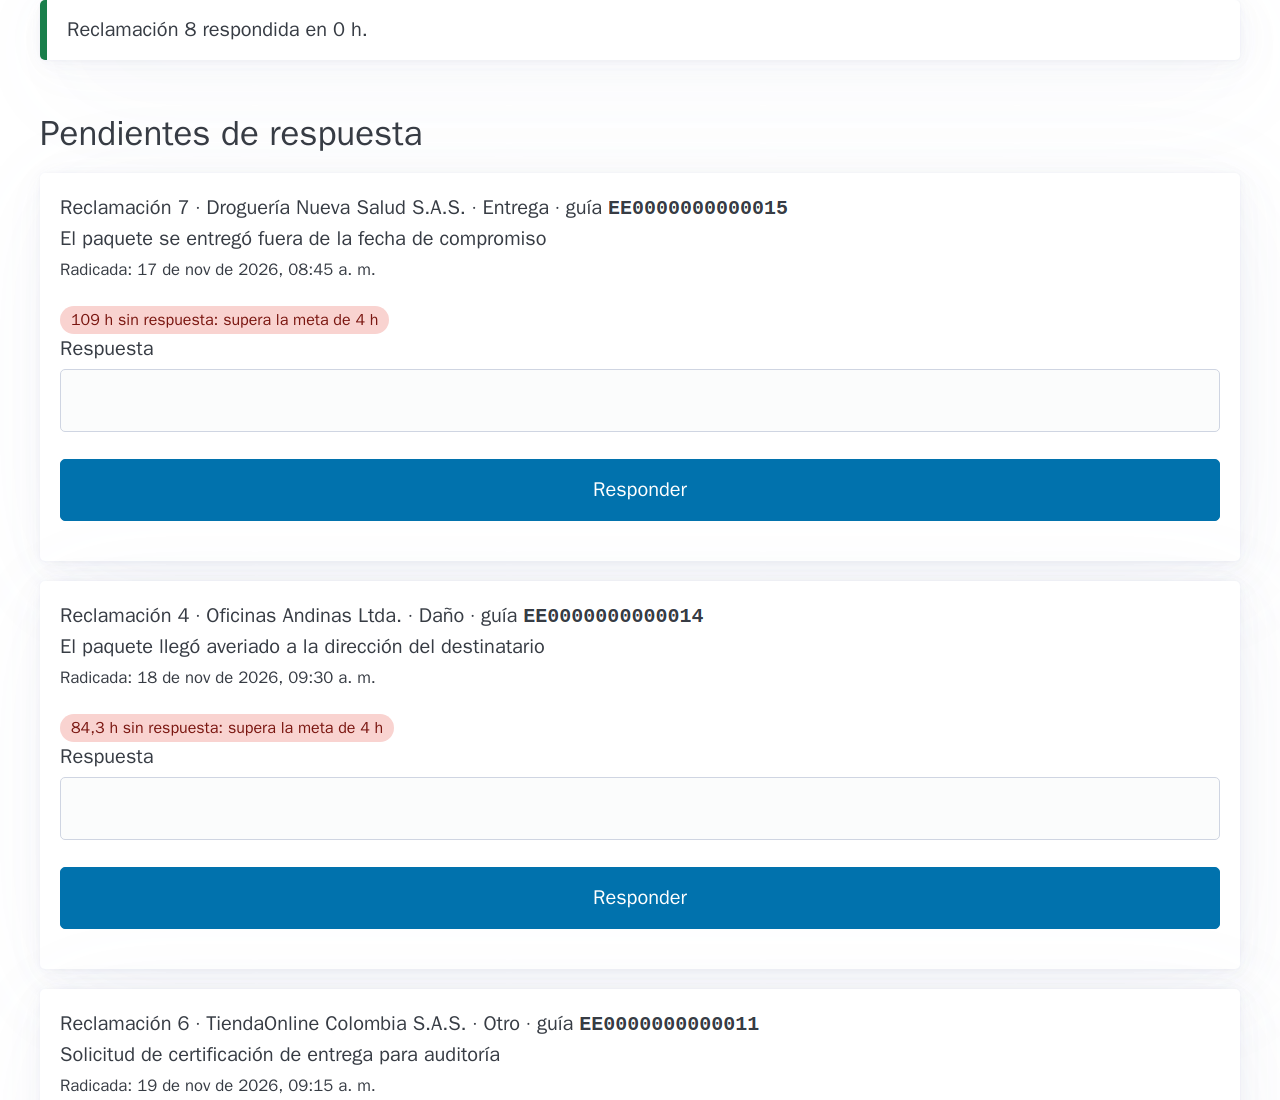 Reclamación 8 respondida en 0 h.
Pendientes de respuesta
Reclamación 7 · Droguería Nueva Salud S.A.S. · Entrega · guía EE0000000000015
El paquete se entregó fuera de la fecha de compromiso
Radicada: 17 de nov de 2026, 08:45 a. m.
109 h sin respuesta: supera la meta de 4 h
Respuesta
Responder
Reclamación 4 · Oficinas Andinas Ltda. · Daño · guía EE0000000000014
El paquete llegó averiado a la dirección del destinatario
Radicada: 18 de nov de 2026, 09:30 a. m.
84,3 h sin respuesta: supera la meta de 4 h
Respuesta
Responder
Reclamación 6 · TiendaOnline Colombia S.A.S. · Otro · guía EE0000000000011
Solicitud de certificación de entrega para auditoría
Radicada: 19 de nov de 2026, 09:15 a. m.